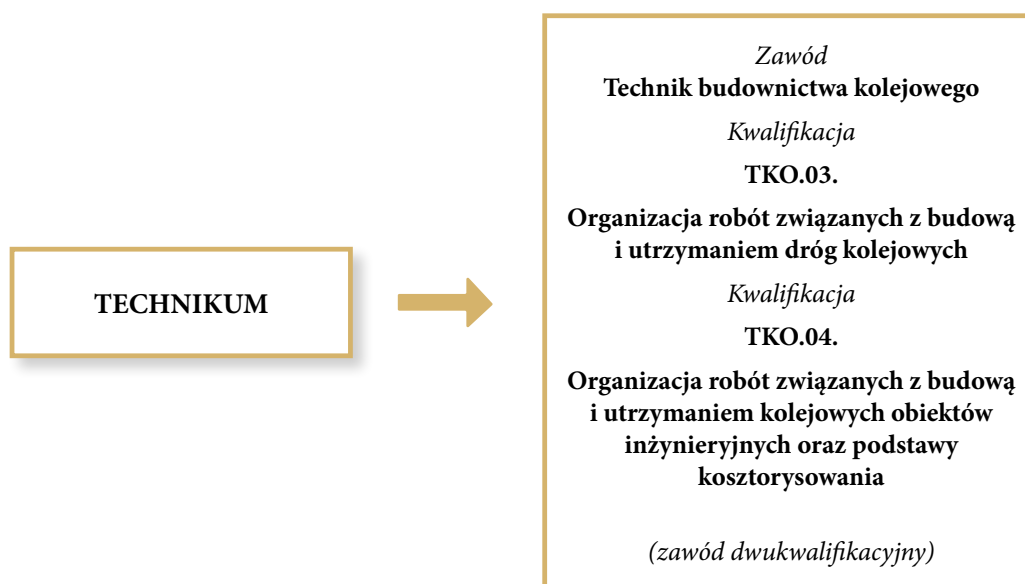 TECHNIKUM
Zawód
Technik budownictwa kolejowego
Kwalifikacja
TKO.03.
Organizacja robót związanych z budową
i utrzymaniem dróg kolejowych
Kwalifikacja
TKO.04.
Organizacja robót związanych z budową
i utrzymaniem kolejowych obiektów
inżynieryjnych oraz podstawy
kosztorysowania
(zawód dwukwalifikacyjny)